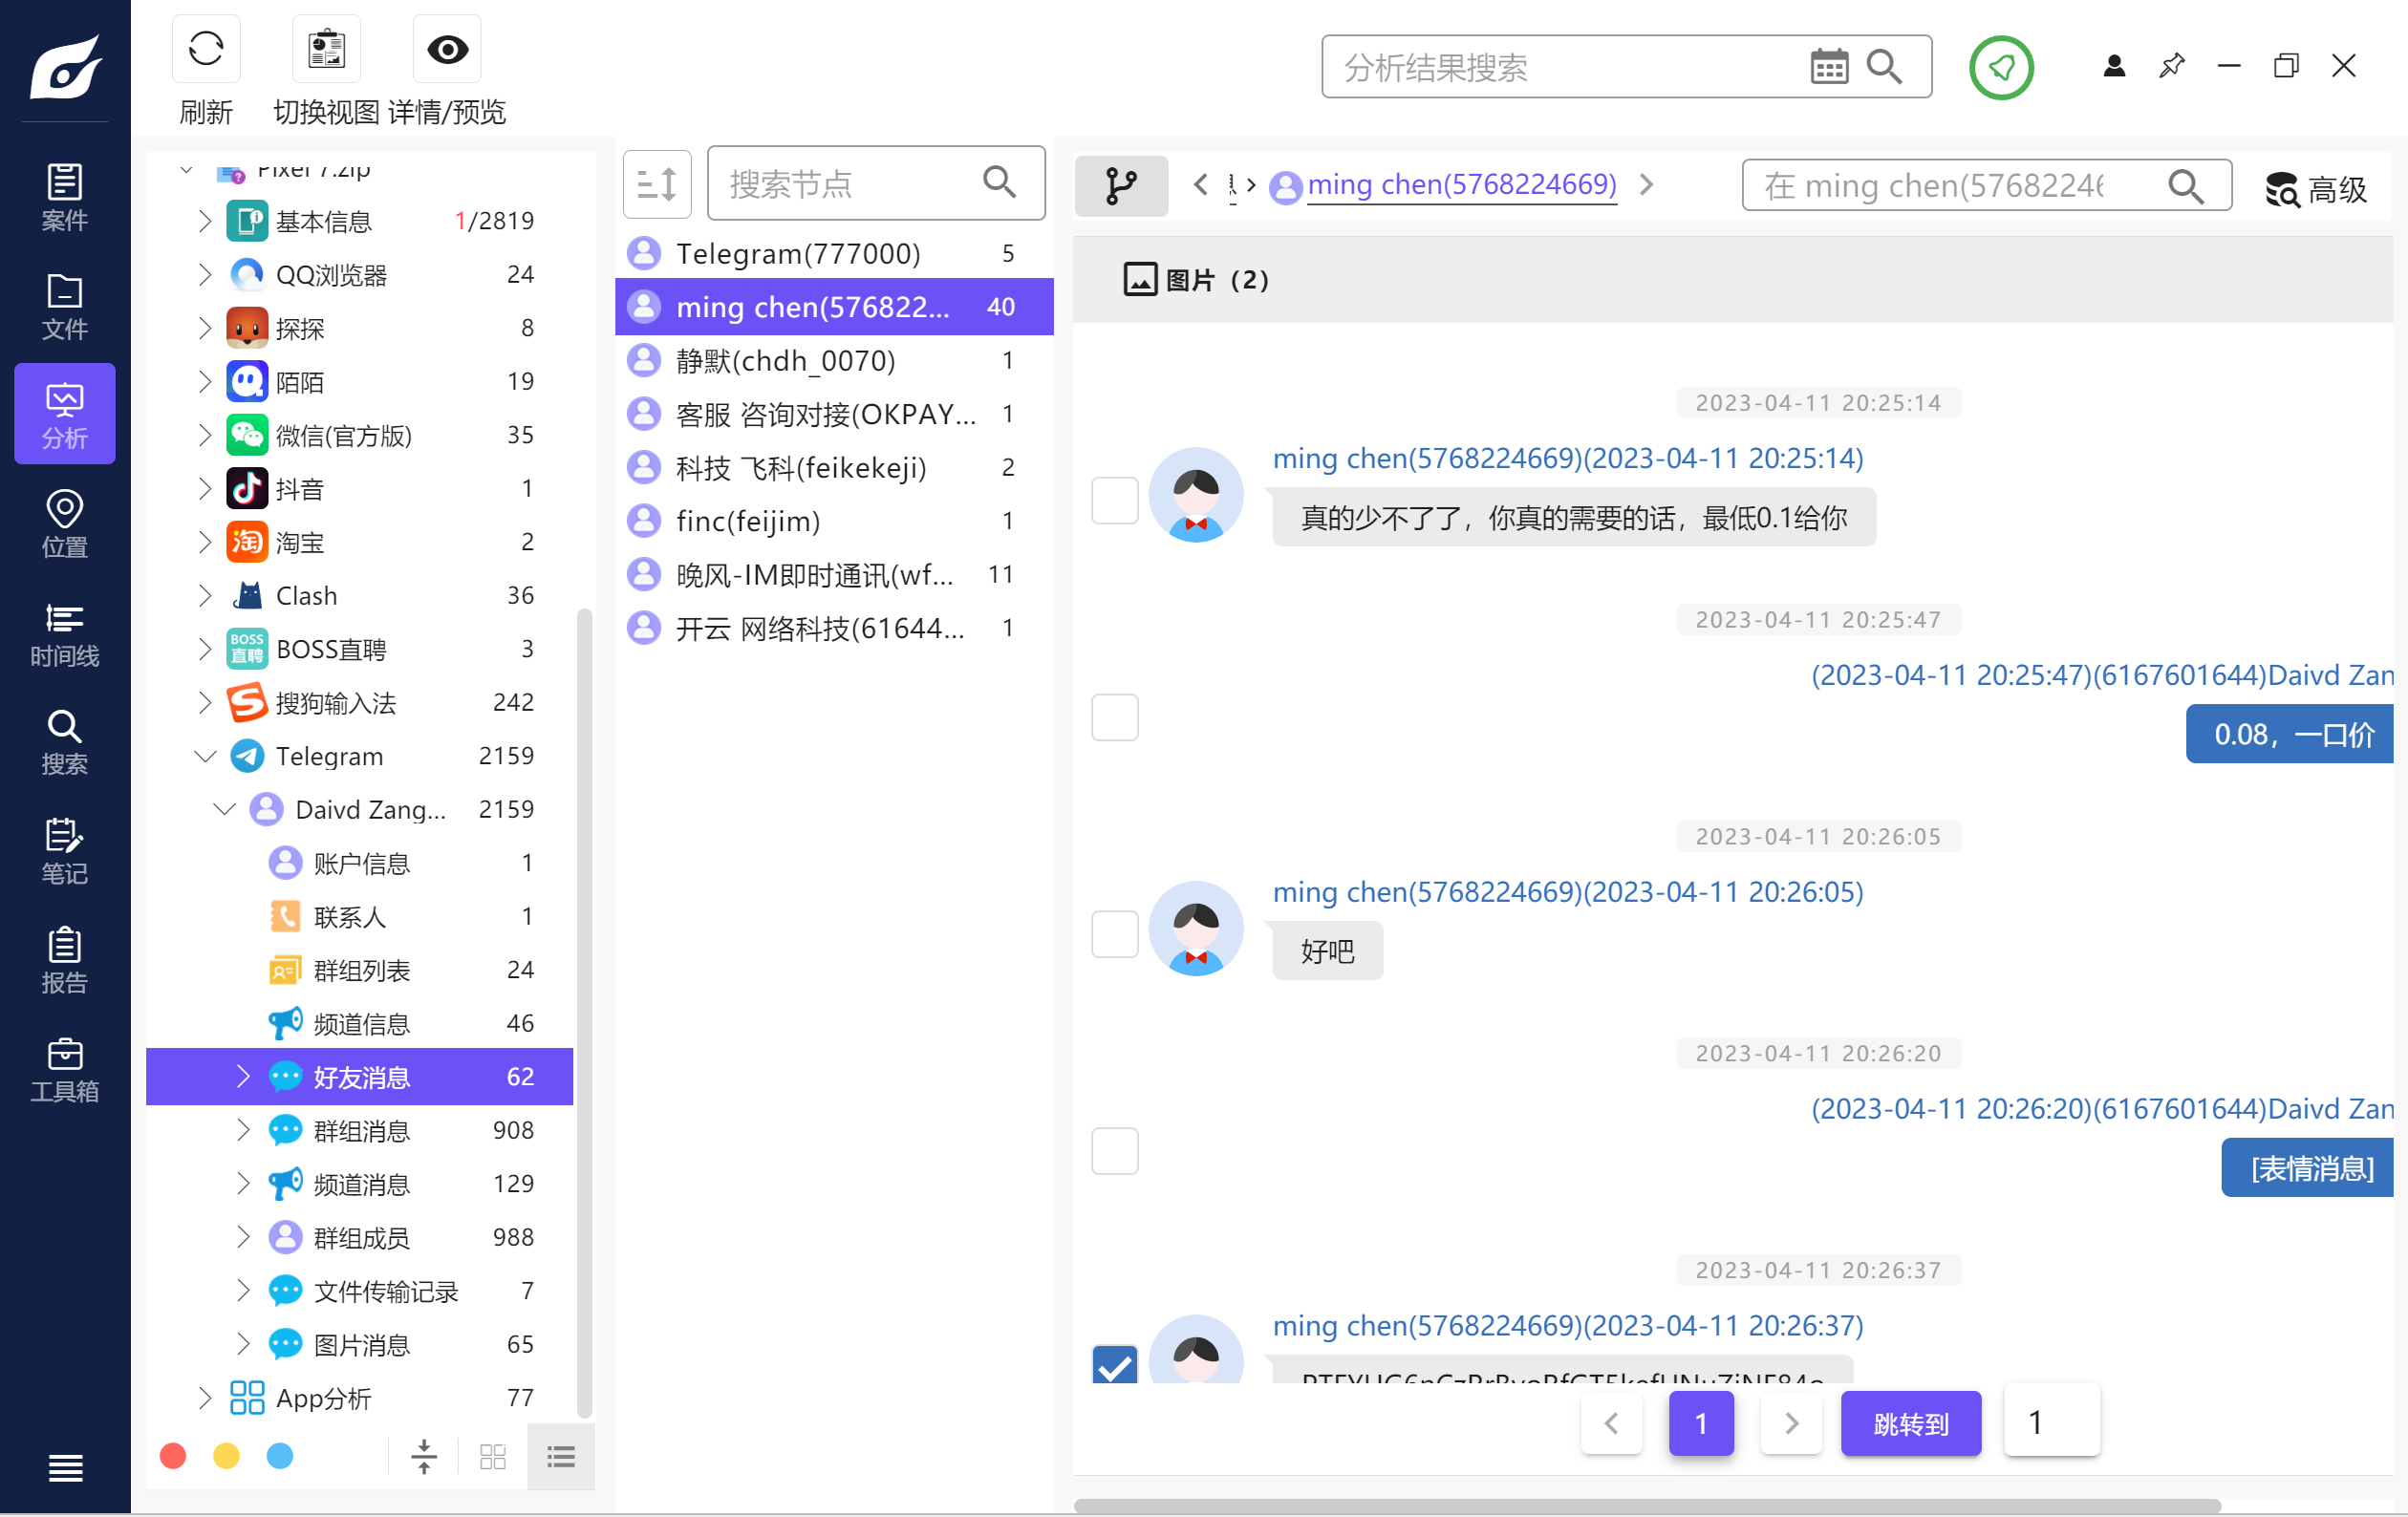 刷新
切换视图
详情/预览
分析结果搜索
案件
文件
分析
位置
时间线
搜索
笔记
报告
工具箱
Pixel 7.zip
基本信息 1/2819
QQ浏览器 24
探探 8
陌陌 19
微信(官方版) 35
抖音 1
淘 淘宝 2
Clash 36
BOSS直聘 BOSS直聘 3
搜狗输入法 242
Telegram 2159
Daivd Zang... 2159
账户信息 1
联系人 1
群组列表 24
频道信息 46
好友消息 62
群组消息 908
频道消息 129
群组成员 988
文件传输记录 7
图片消息 65
App分析 77
搜索节点
Telegram(777000) 5
ming chen(576822... 40
静默(chdh_0070) 1
客服 咨询对接(OKPAY... 1
科技 飞科(feikekeji) 2
finc(feijim) 1
晚风-IM即时通讯(wf... 11
开云 网络科技(61644... 1
ming chen(5768224669)
在 ming chen(5768224
高级
图片（2）
2023-04-11 20:25:14
ming chen(5768224669)(2023-04-11 20:25:14)
真的少不了了，你真的需要的话，最低0.1给你
2023-04-11 20:25:47
(2023-04-11 20:25:47)(6167601644)Daivd Zan
0.08，一口价
2023-04-11 20:26:05
ming chen(5768224669)(2023-04-11 20:26:05)
好吧
2023-04-11 20:26:20
(2023-04-11 20:26:20)(6167601644)Daivd Zan
[表情消息]
2023-04-11 20:26:37
ming chen(5768224669)(2023-04-11 20:26:37)
1
跳转到
1